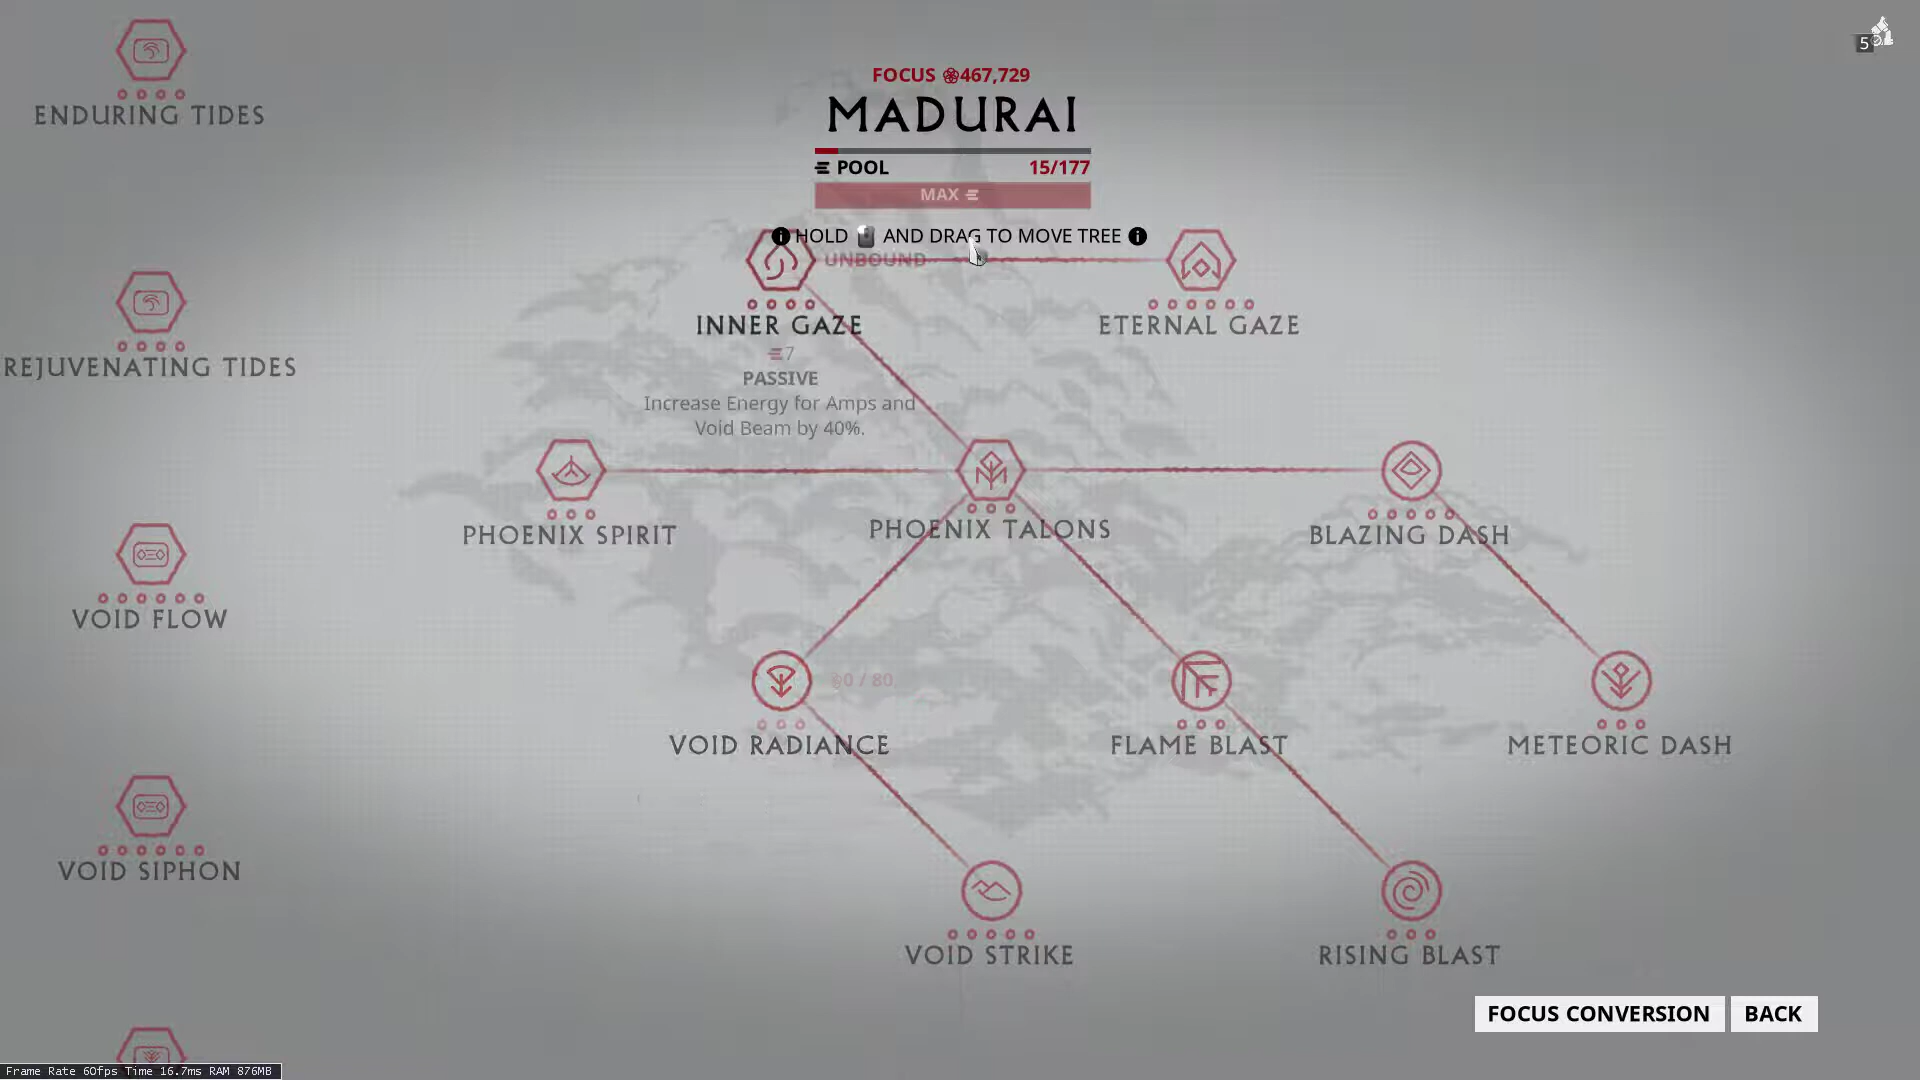 5
FOCUS 467,729
MADURAI
POOL 15/177
MAX
HOLD AND DRAG TO MOVE TREE
UNBOUND
ENDURING TIDES
INNER GAZE
7
PASSIVE
Increase Energy for Amps and
Void Beam by 40%.
ETERNAL GAZE
REJUVENATING TIDES
PHOENIX SPIRIT
PHOENIX TALONS
BLAZING DASH
VOID FLOW
0 / 80,
VOID RADIANCE
FLAME BLAST
METEORIC DASH
VOID SIPHON
VOID STRIKE
RISING BLAST
FOCUS CONVERSION
BACK
Frame Rate 60fps Time 16.7ms RAM 876MB